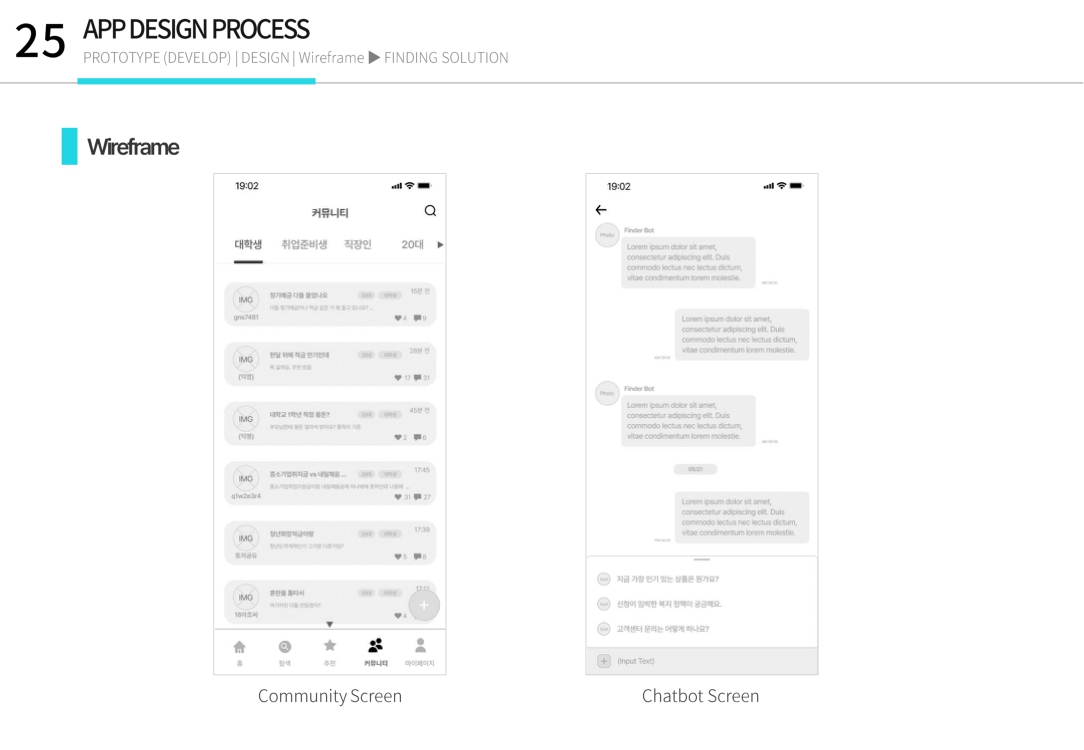 25
APP DESIGN PROCESS
PROTOTYPE (DEVELOP) | DESIGN | Wireframe ▶ FINDING SOLUTION
Wireframe
19:02
커뮤니티
대학생 취업준비생 직장인 20대
IMG
정기예금 다들 들었나요
15분 전
gns7481
4 9
IMG
한달 뒤에 적금 만기인데
28분 전
(익명)
17 31
IMG
대학교 1학년 적정 용돈?
45분 전
(익명)
2 6
IMG
중소기업취지금 vs 내일채움 ...
17:45
q1w2e3r4
31 27
IMG
청년희망적금이랑
17:39
토끼공듀
5 8
IMG
혼란을 틈타서
17:12
18아조씨
4
+
홈 탐색 추천 커뮤니티 마이페이지
Community Screen
19:02
Photo
Finder Bot
Lorem ipsum dolor sit amet,
consectetur adipiscing elit. Duis
commodo lectus nec lectus dictum,
vitae condimentum lorem molestie.
Lorem ipsum dolor sit amet,
consectetur adipiscing elit. Duis
commodo lectus nec lectus dictum,
vitae condimentum lorem molestie.
Photo
Finder Bot
Lorem ipsum dolor sit amet,
consectetur adipiscing elit. Duis
commodo lectus nec lectus dictum,
vitae condimentum lorem molestie.
05/21
Lorem ipsum dolor sit amet,
consectetur adipiscing elit. Duis
commodo lectus nec lectus dictum,
vitae condimentum lorem molestie.
지금 가장 인기 있는 상품은 뭔가요?
신청이 임박한 복지 정책이 궁금해요.
고객센터 문의는 어떻게 하나요?
+ (Input Text)
Chatbot Screen